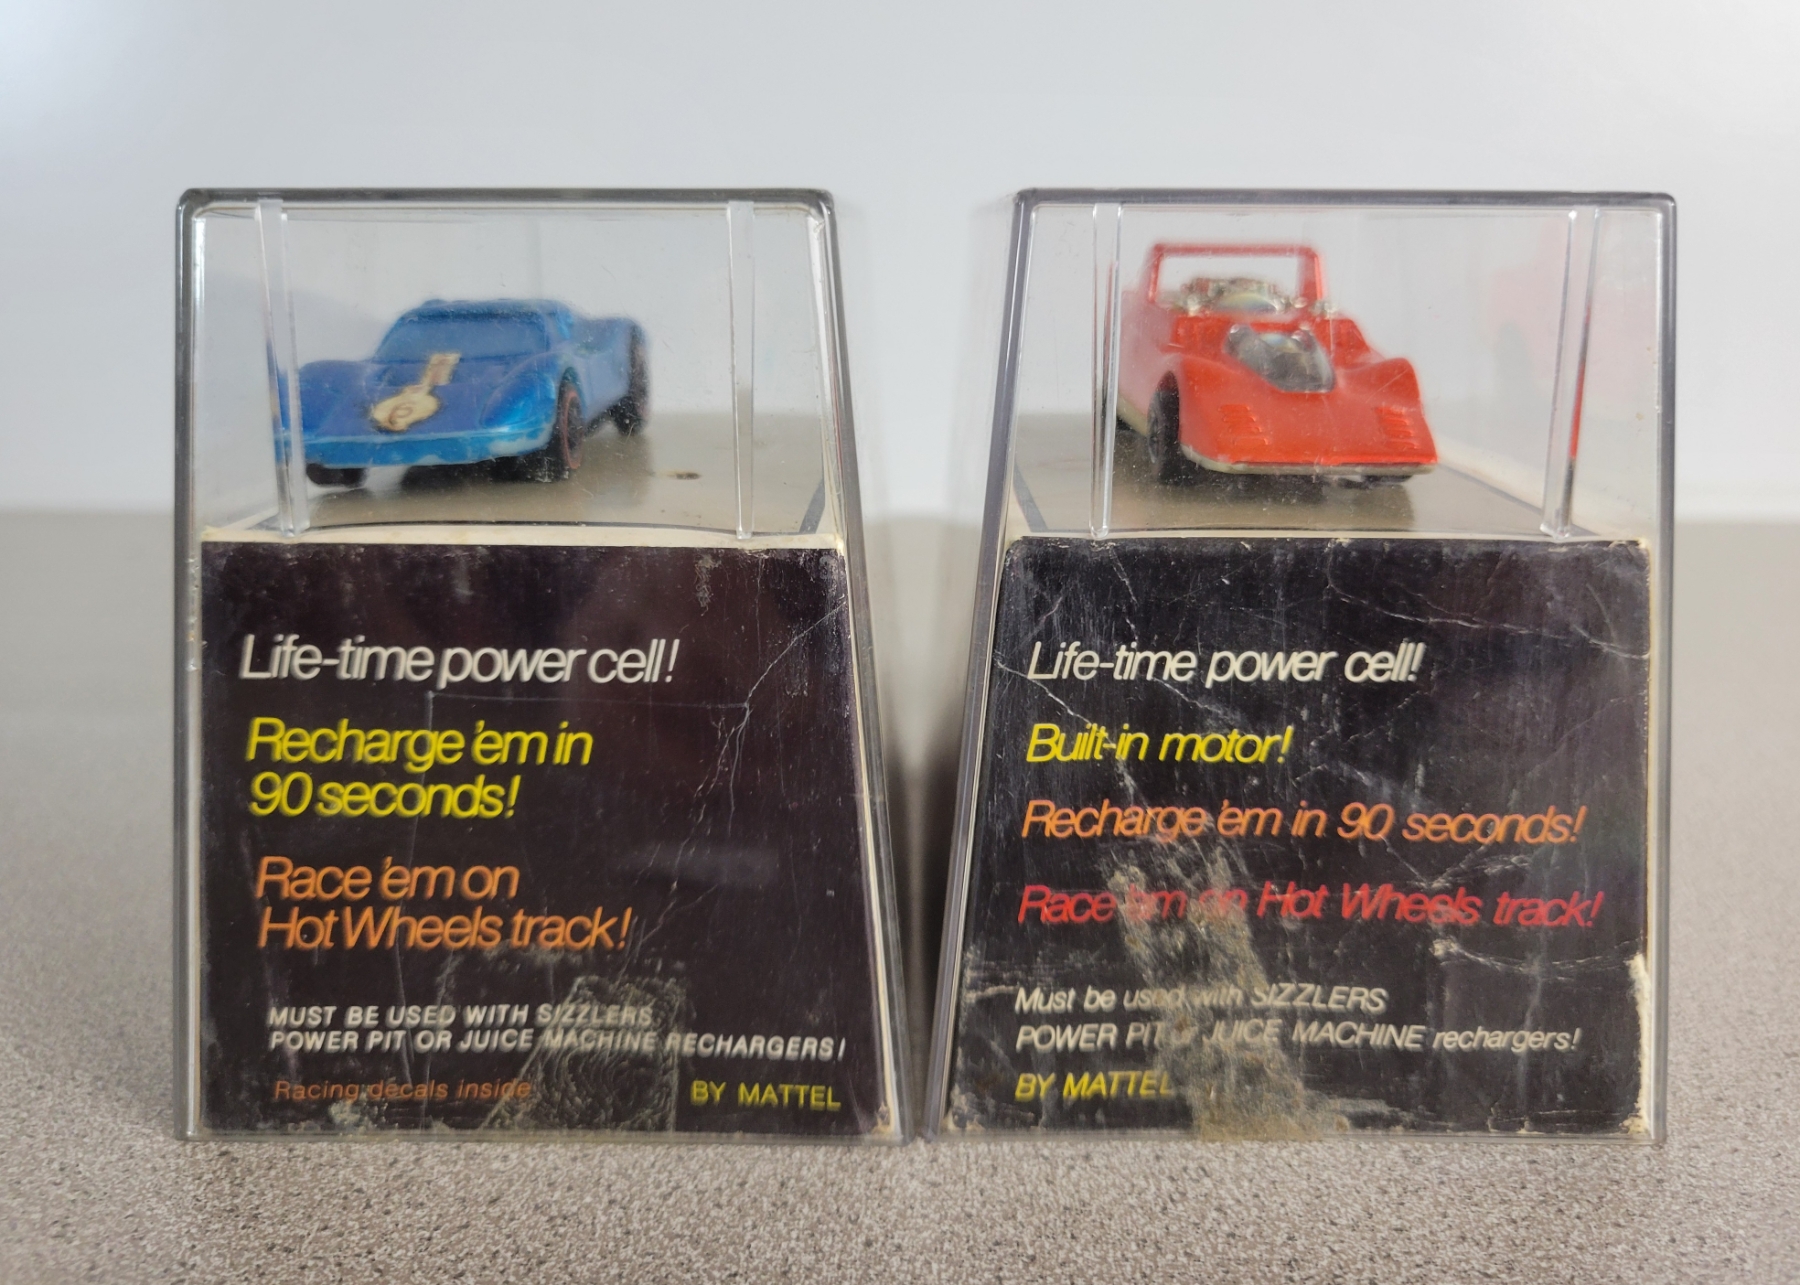 Life-time power cell!
Recharge 'em in
90 seconds!
Race 'em on
Hot Wheels track!
MUST BE USED WITH SIZZLERS
POWER PIT OR JUICE MACHINE RECHARGERS!
Racing decals inside
BY MATTEL
Life-time power cell!
Built-in motor!
Recharge 'em in 90 seconds!
Race 'em on Hot Wheels track!
Must be used with SIZZLERS
POWER PIT or JUICE MACHINE rechargers!
BY MATTEL
6